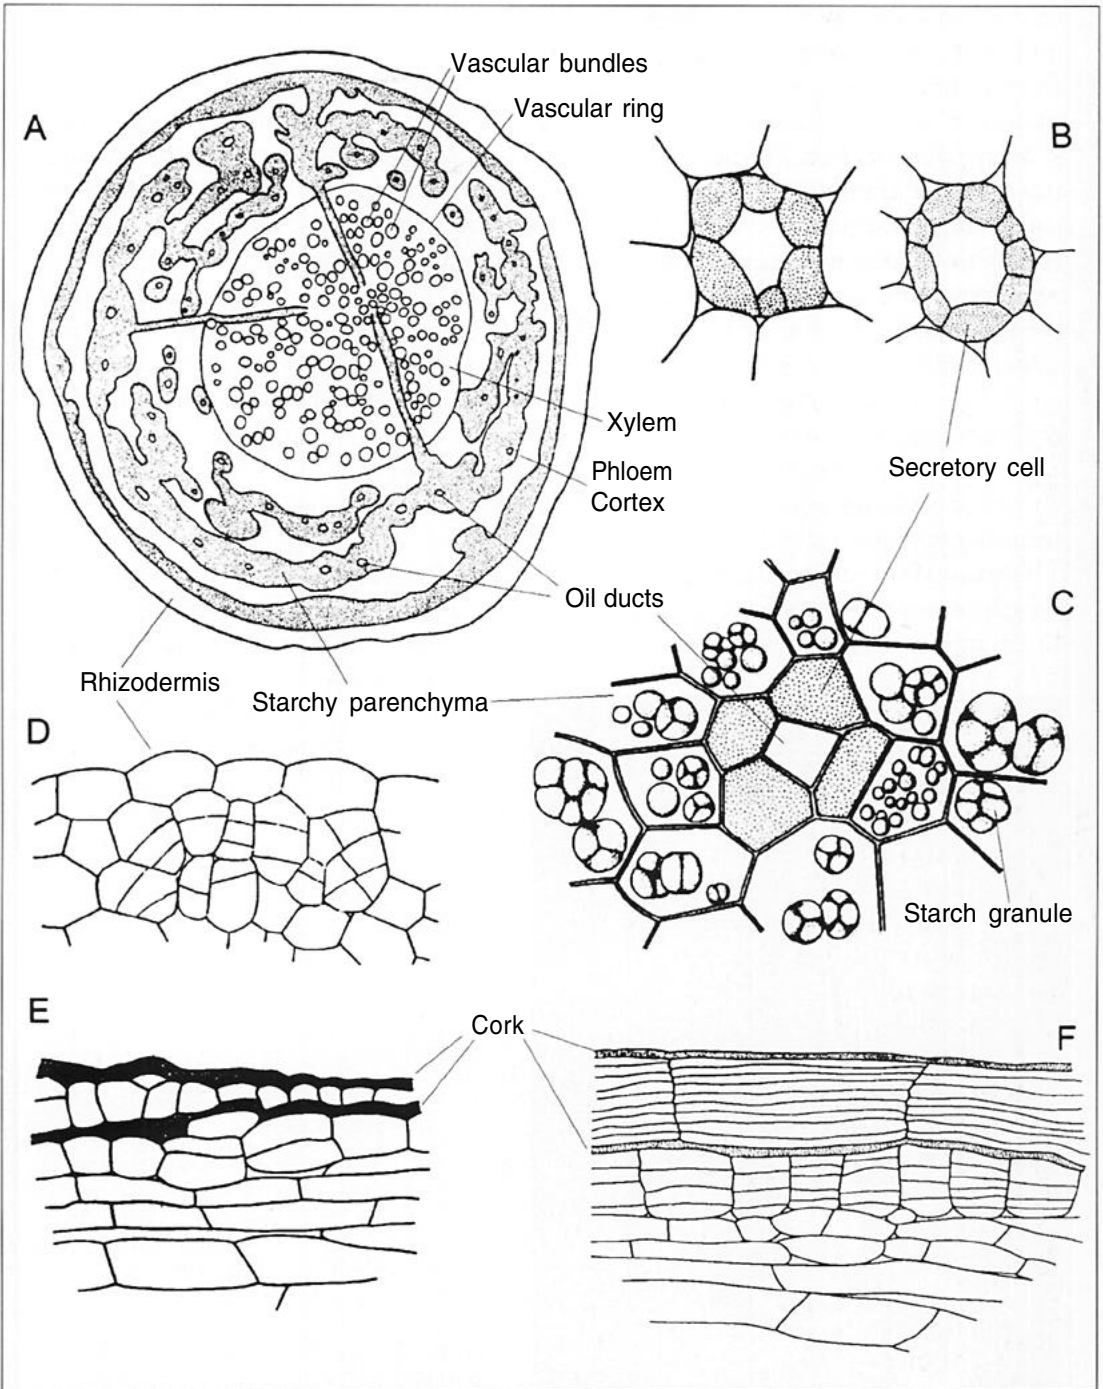 Vascular bundles
Vascular ring
A
B
Xylem
Phloem
Cortex
Secretory cell
Oil ducts
C
Rhizodermis
Starchy parenchyma
D
Starch granule
E
Cork
F